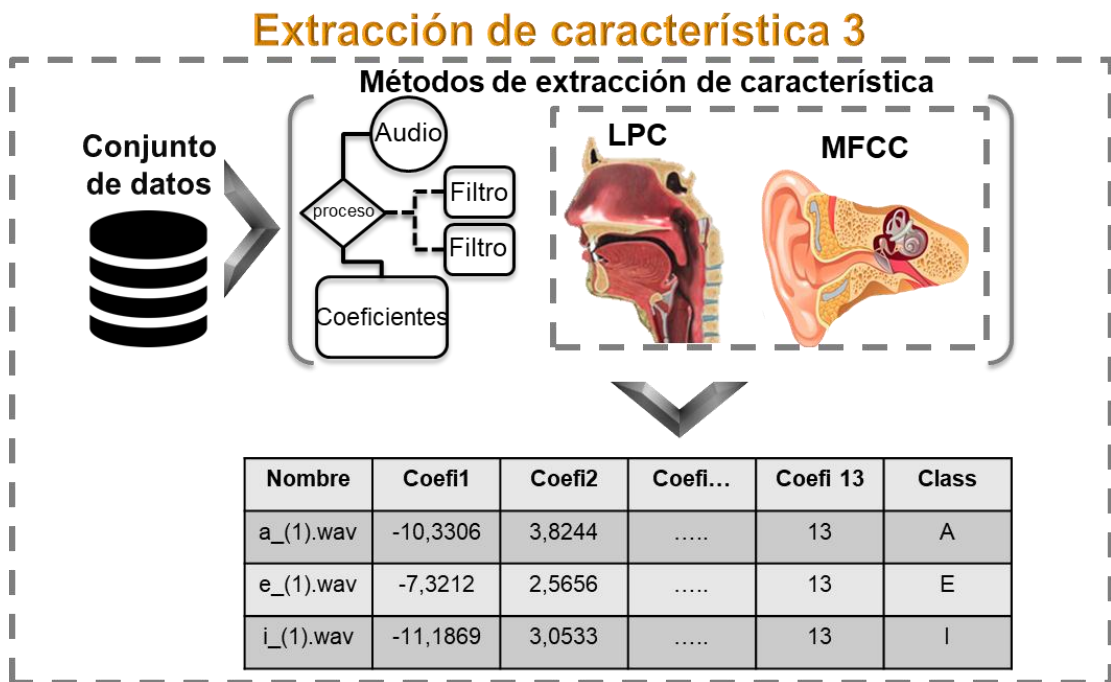 Extracción de característica 3
Métodos de extracción de característica
Conjunto
de datos
Audio
proceso
Filtro
Filtro
Coeficientes
LPC
MFCC
Nombre Coefi1 Coefi2 Coefi… Coefi 13 Class
a_(1).wav -10,3306 3,8244 ….. 13 A
e_(1).wav -7,3212 2,5656 ….. 13 E
i_(1).wav -11,1869 3,0533 ….. 13 I